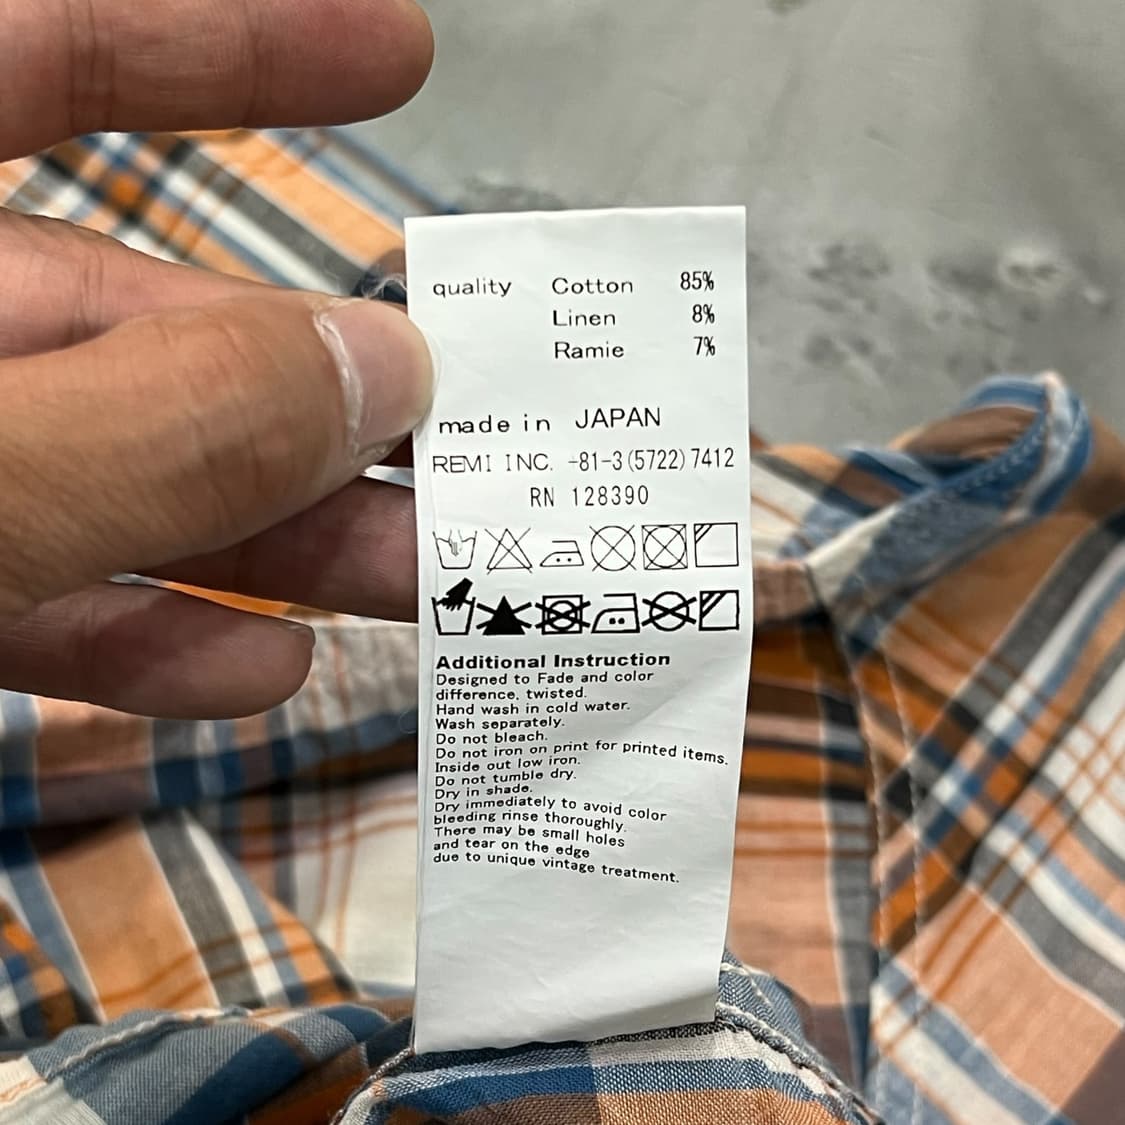 quality Cotton 85%
Linen 8%
Ramie 7%
made in JAPAN
REMI INC. +81-3(5722)7412
RN 128390
Additional Instruction
Designed to Fade and color
difference, twisted.
Hand wash in cold water.
Wash separately.
Do not bleach.
Do not iron on print for printed items.
Inside out low iron.
Do not tumble dry.
Dry in shade.
Dry immediately to avoid color
bleeding rinse thoroughly.
There may be small holes
and tear on the edge
due to unique vintage treatment.